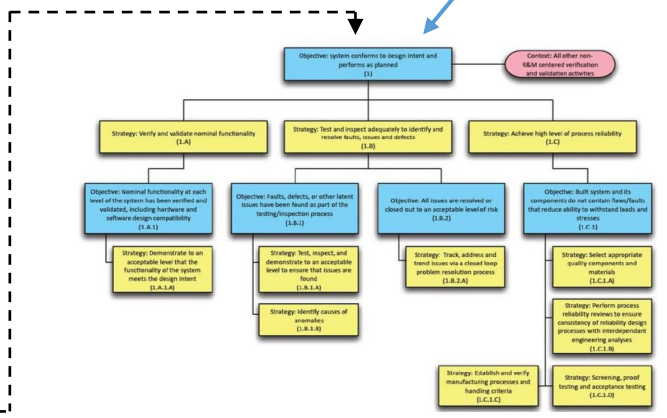 Objective: system conforms to design intent and
performs as planned
(1)
Context: All other non-
R&M centered verification
and validation activities
Strategy: Verify and validate nominal functionality
(1.A)
Strategy: Test and inspect adequately to identify and
resolve faults, issues and defects
(1.B)
Strategy: Achieve high level of process reliability
(1.C)
Objective: Nominal functionality at each
level of the system has been verified and
validated, including hardware and
software design compatibility
(1.A.1)
Objective: Faults, defects, or other latent
issues have been found as part of the
testing/inspection process
(1.B.1)
Objective: All issues are resolved or
closed out to an acceptable levelof risk
(1.B.2)
Objective: Built system and its
components do not contain flaws/faults
that reduce ability to withstand leads and
stresses
(1.C.1)
Strategy: Demonstrate to an
acceptable level that the
functionality of the system
meets the design intent
(1.A.1.A)
Strategy: Test, inspect, and
demonstrate to an acceptable
level to ensure that issues are
found
(1.B.1.A)
Strategy: Track, address and
trend issues via a closed loop
problem resolution process
(1.B.2.A)
Strategy: Select appropriate
quality components and
materials
(1.C.1.A)
Strategy: Identify causes of
anomalies
(1.B.1.B)
Strategy: Perform process
reliability reviews to ensure
consistency of reliability design
processes with interdependant
engineering analyses
(1.C.1.B)
Strategy: Establish and verify
manufacturing processes and
handing criteria
(1.C.1.C)
Strategy: Screening, proof
testing and acceptance testing
(1.C.1.D)